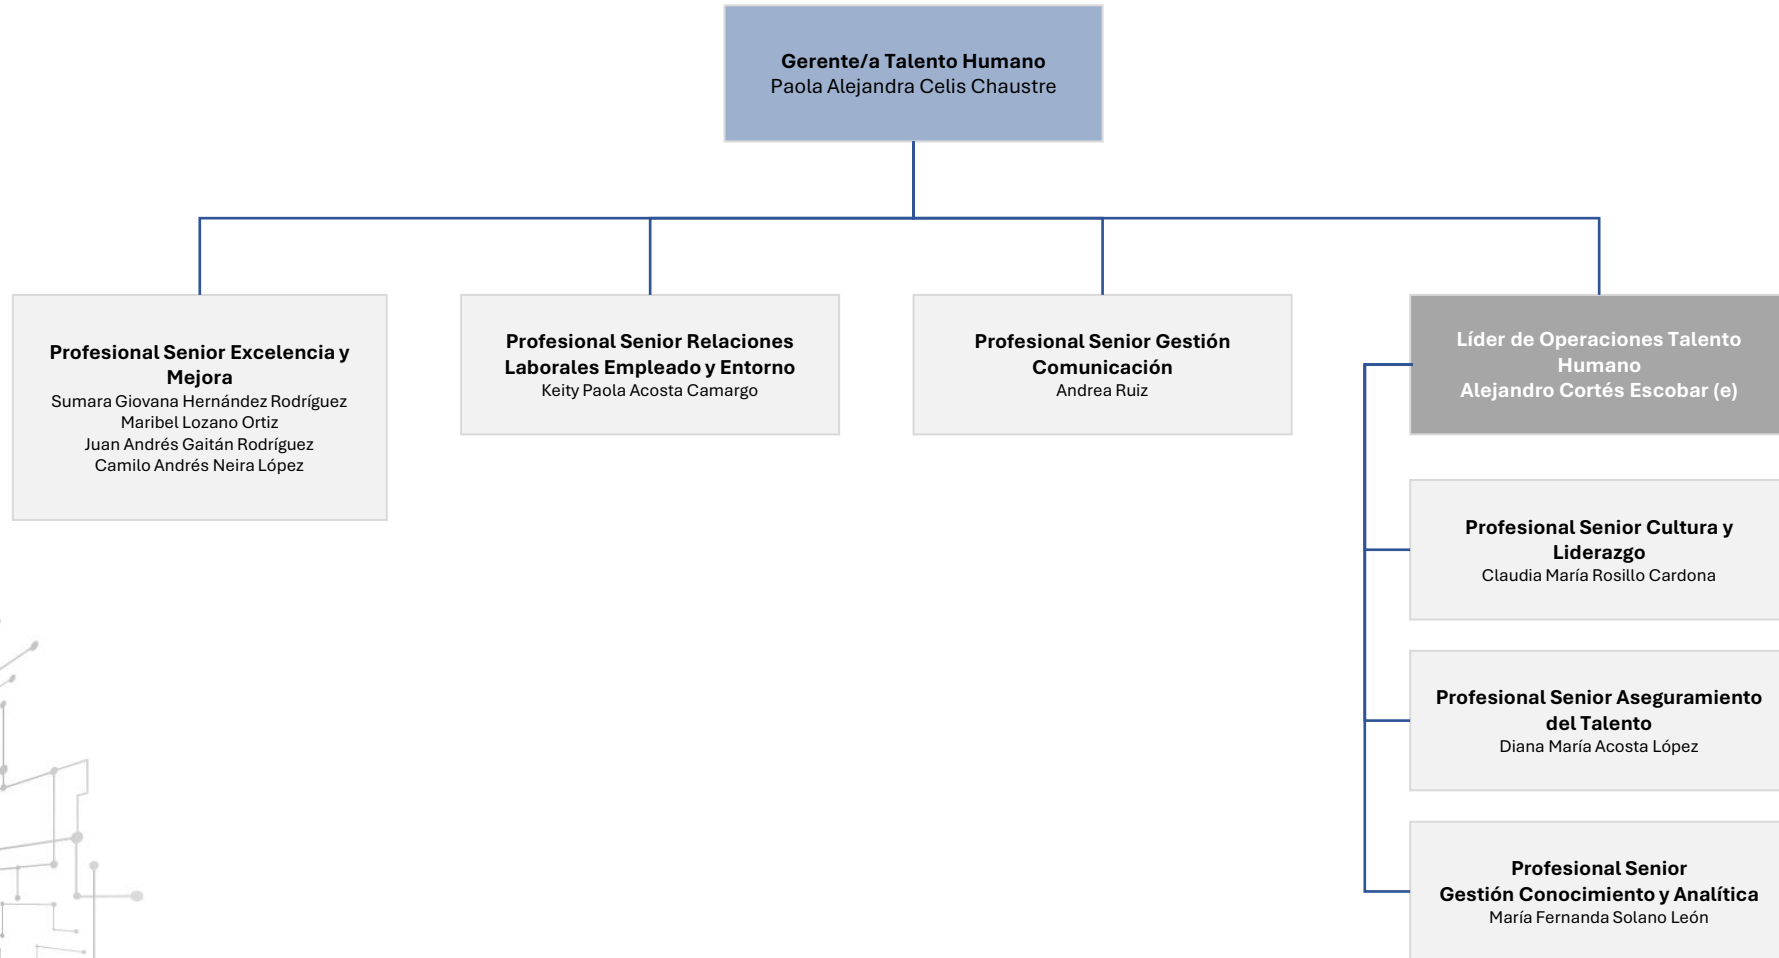 Gerente/a Talento Humano
Paola Alejandra Celis Chaustre
Profesional Senior Excelencia y
Mejora
Sumara Giovana Hernández Rodríguez
Maribel Lozano Ortiz
Juan Andrés Gaitán Rodríguez
Camilo Andrés Neira López
Profesional Senior Relaciones
Laborales Empleado y Entorno
Keity Paola Acosta Camargo
Profesional Senior Gestión
Comunicación
Andrea Ruiz
Líder de Operaciones Talento
Humano
Alejandro Cortés Escobar (e)
Profesional Senior Cultura y
Liderazgo
Claudia María Rosillo Cardona
Profesional Senior Aseguramiento
del Talento
Diana María Acosta López
Profesional Senior
Gestión Conocimiento y Analítica
María Fernanda Solano León